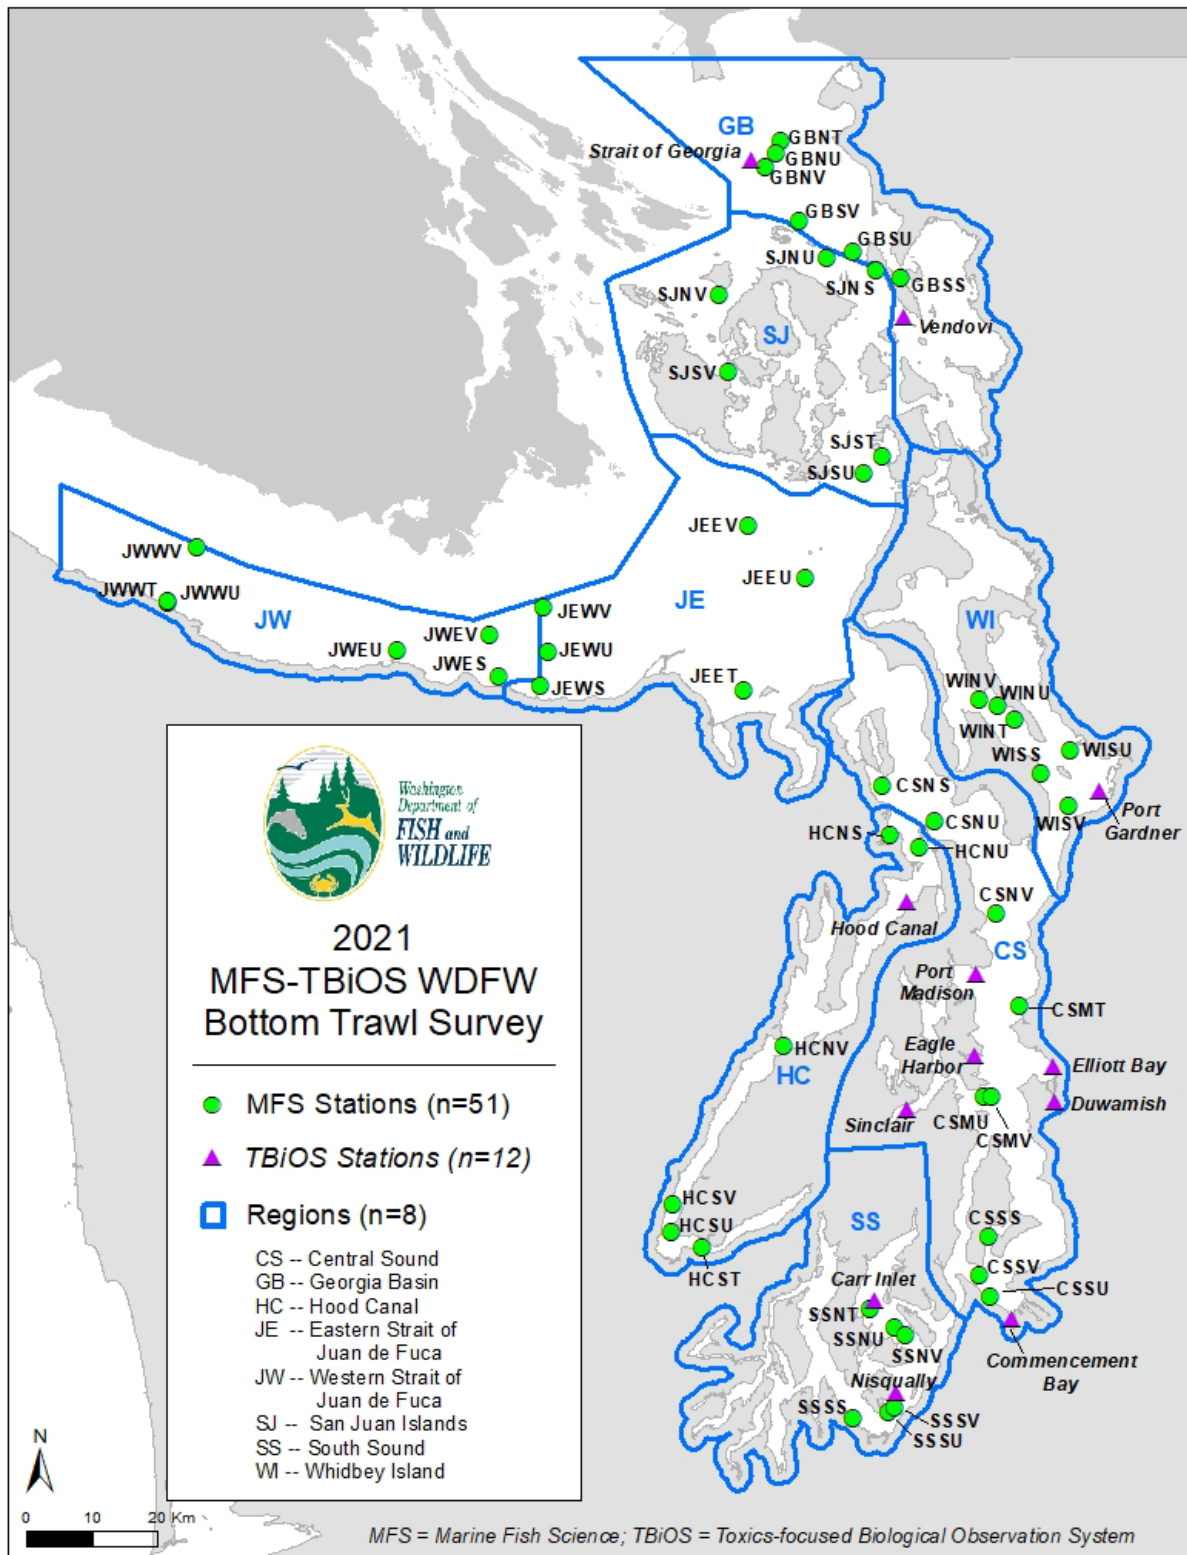 GB
GBNT
Strait of Georgia
GBNU
GBNV
GBSV
GBSU
SJNU
SJNS
GBSS
SJNV
Vendovi
SJ
SJSV
SJST
SJSU
JEEV
JWWV
JEEU
JWWT
JWWU
JEWV
JE
JW
WI
JWEV
JEWU
JWEU
JWES
JEWS
JEET
WINV
WINU
WINT
WISU
WISS
CSNS
WISV
Port
Gardner
CSNU
HCNS
HCNU
CSNV
Hood Canal
CS
Port
Madison
CSMT
Eagle
Harbor
HCNV
HC
Elliott Bay
Duwamish
Sinclair
CSMU
CSMV
HCSV
HCSU
HCST
SS
CSSS
CSSV
CSSU
Carr Inlet
SSNT
SSNU
SSNV
Commencement
Bay
Nisqually
SSSS
SSSV
SSSU
Washington
Department of
FISH and
WILDLIFE
2021
MFS-TBiOS WDFW
Bottom Trawl Survey
MFS Stations (n=51)
TBiOS Stations (n=12)
Regions (n=8)
CS -- Central Sound
GB -- Georgia Basin
HC -- Hood Canal
JE -- Eastern Strait of
Juan de Fuca
JW -- Western Strait of
Juan de Fuca
SJ -- San Juan Islands
SS -- South Sound
WI -- Whidbey Island
N
0 10 20 Km
MFS = Marine Fish Science; TBiOS = Toxics-focused Biological Observation System